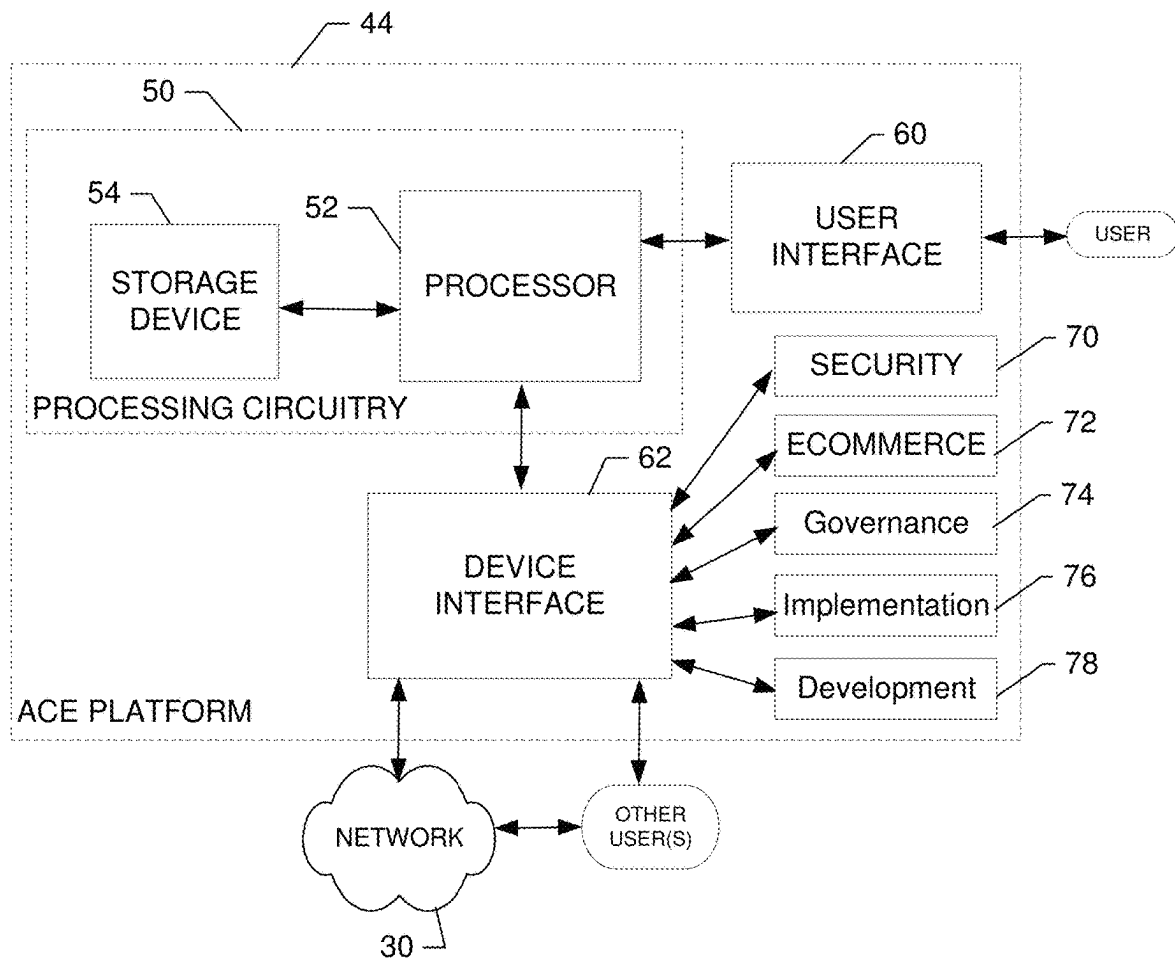 44
50
60
54
52
USER
INTERFACE
USER
STORAGE
DEVICE
PROCESSOR
70
SECURITY
PROCESSING CIRCUITRY
72
ECOMMERCE
62
74
Governance
DEVICE
INTERFACE
76
Implementation
78
Development
ACE PLATFORM
NETWORK
OTHER
USER(S)
30